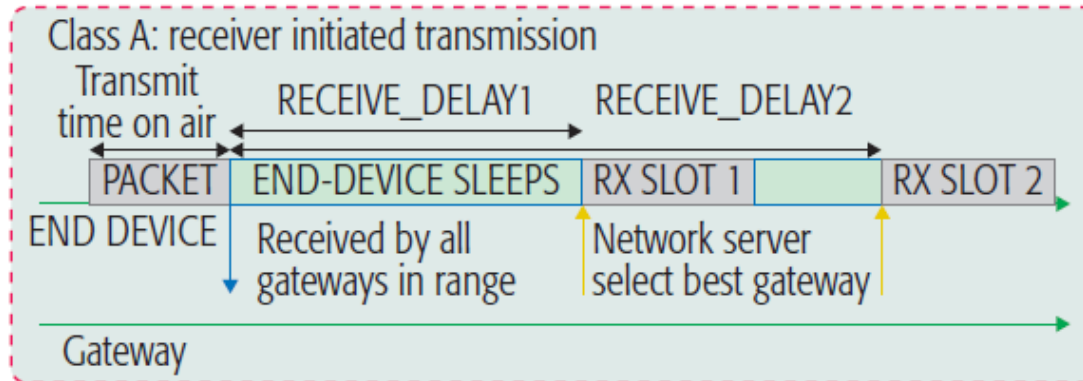 Class A: receiver initiated transmission
Transmit
time on air
RECEIVE_DELAY1
RECEIVE_DELAY2
PACKET
END-DEVICE SLEEPS
RX SLOT 1
RX SLOT 2
END DEVICE
Received by all
gateways in range
Network server
select best gateway
Gateway